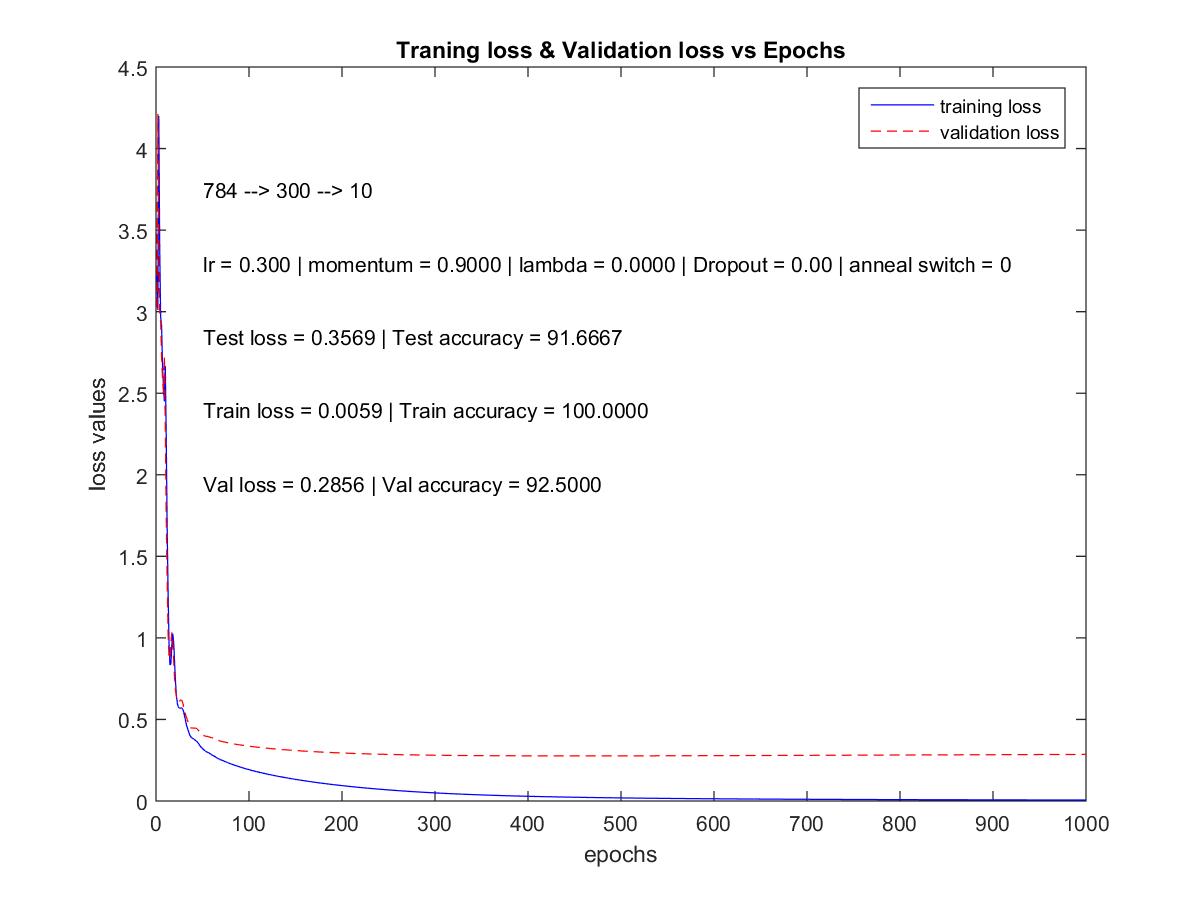 Traning loss & Validation loss vs Epochs
training loss
validation loss
784 --> 300 --> 10
lr = 0.300 | momentum = 0.9000 | lambda = 0.0000 | Dropout = 0.00 | anneal switch = 0
Test loss = 0.3569 | Test accuracy = 91.6667
Train loss = 0.0059 | Train accuracy = 100.0000
Val loss = 0.2856 | Val accuracy = 92.5000
loss values
4.5
4
3.5
3
2.5
2
1.5
1
0.5
0
0 100 200 300 400 500 600 700 800 900 1000
epochs